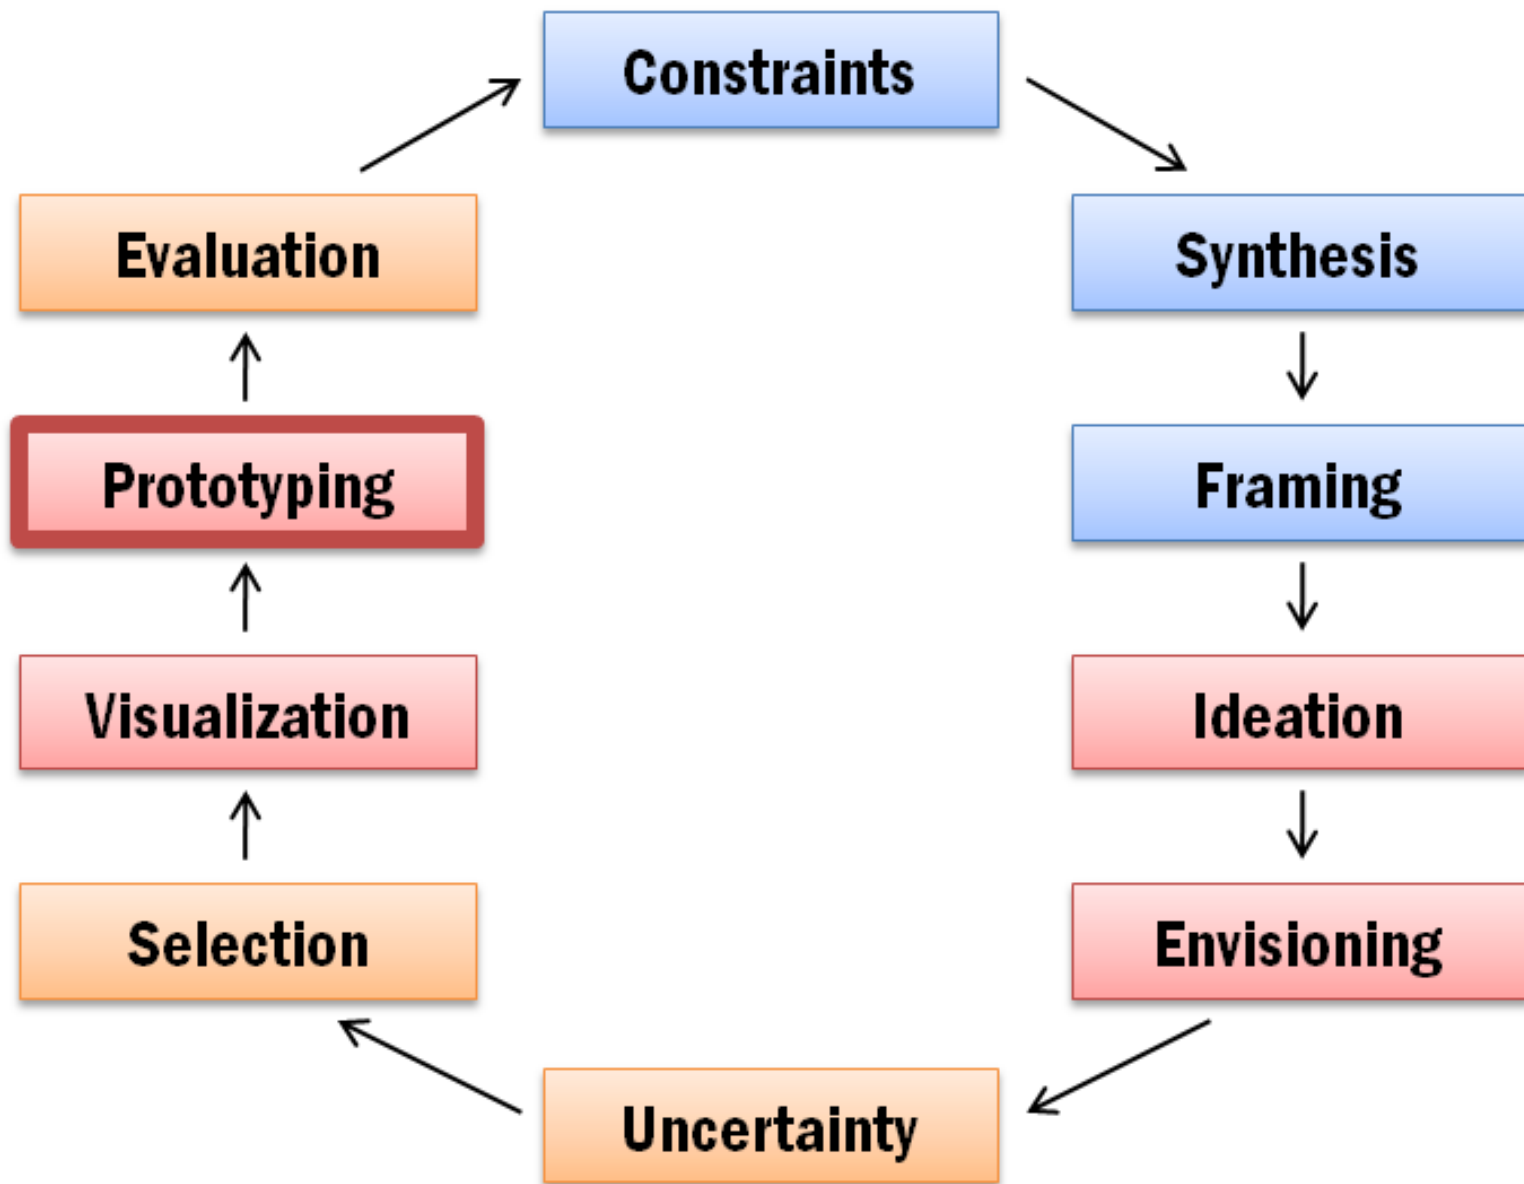 Constraints
Synthesis
Framing
Ideation
Envisioning
Uncertainty
Selection
Visualization
Prototyping
Evaluation